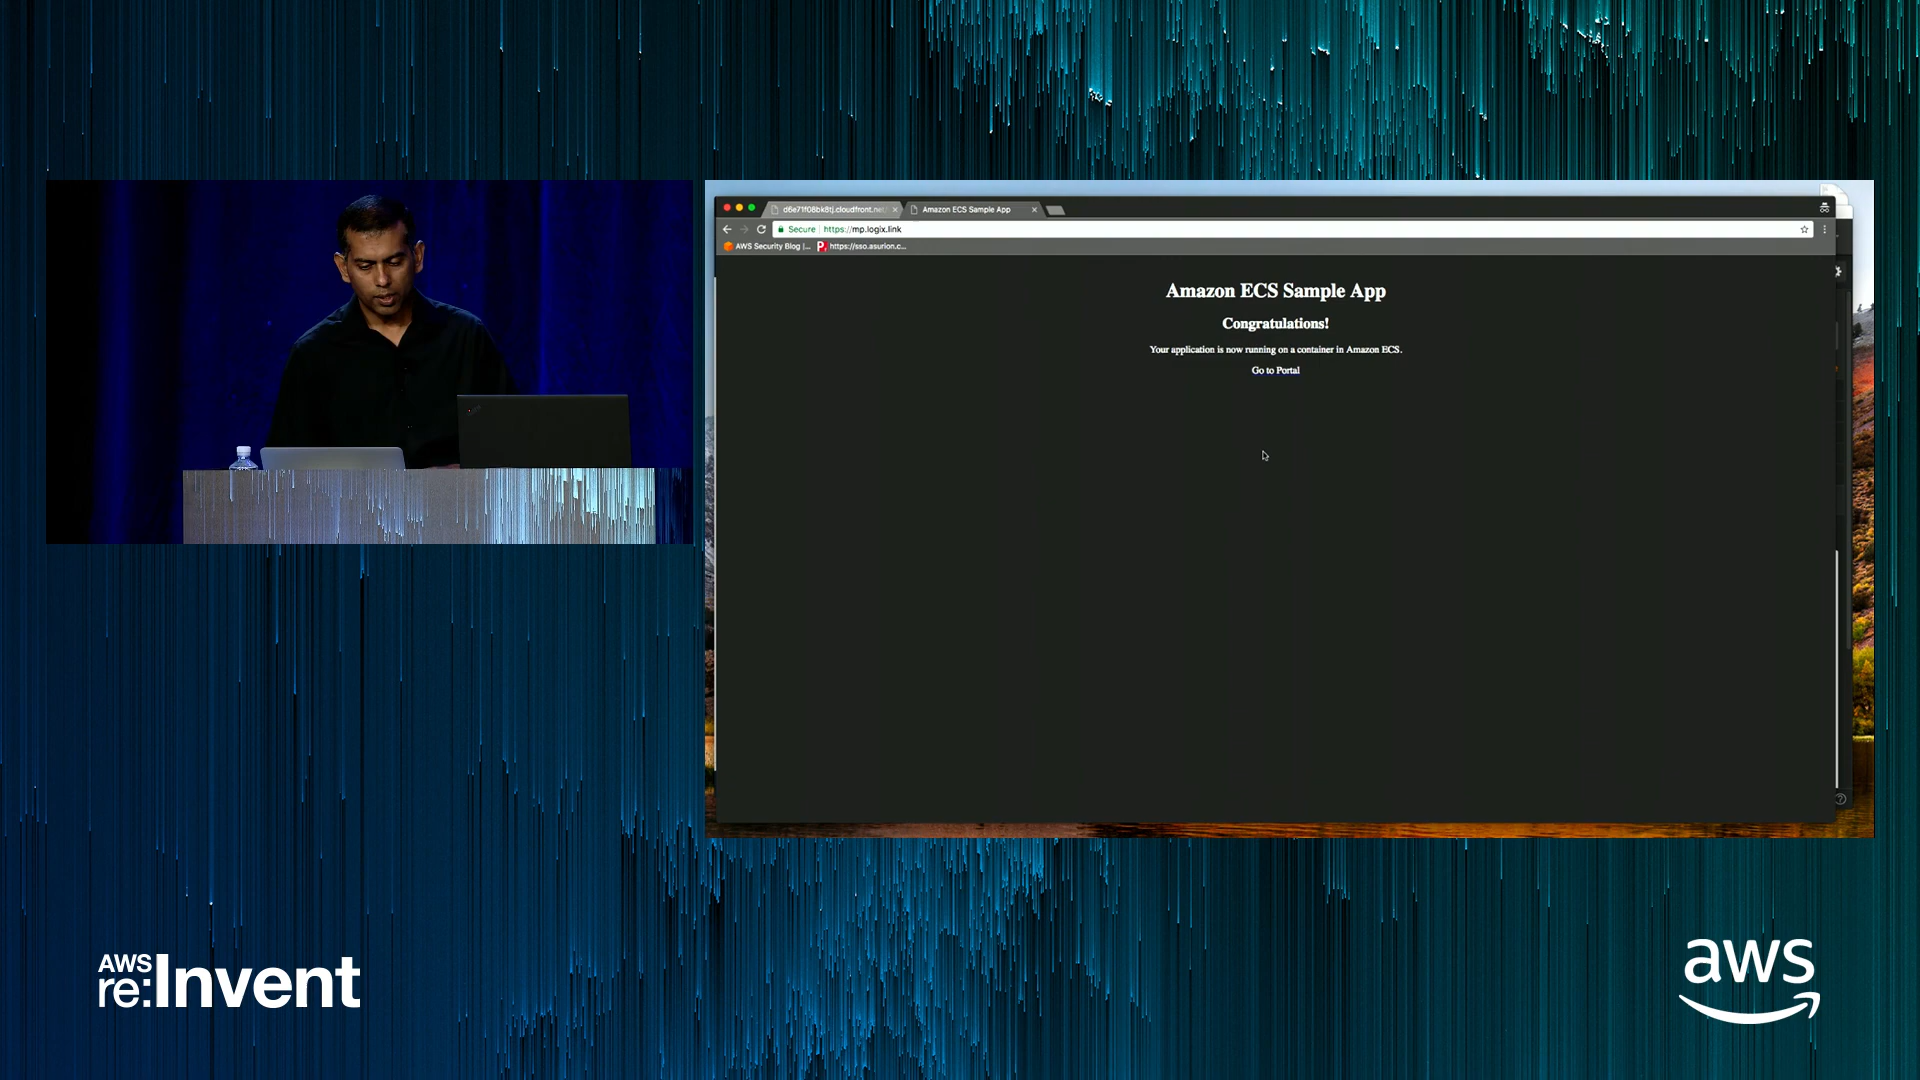 d6e71f08bk8tj.cloudfront.net
Amazon ECS Sample App
Secure | https://mp.logix.link
AWS Security Blog |...
https://sso.asurion.c...
Amazon ECS Sample App
Congratulations!
Your application is now running on a container in Amazon ECS.
Go to Portal
AWS
re:Invent
aws